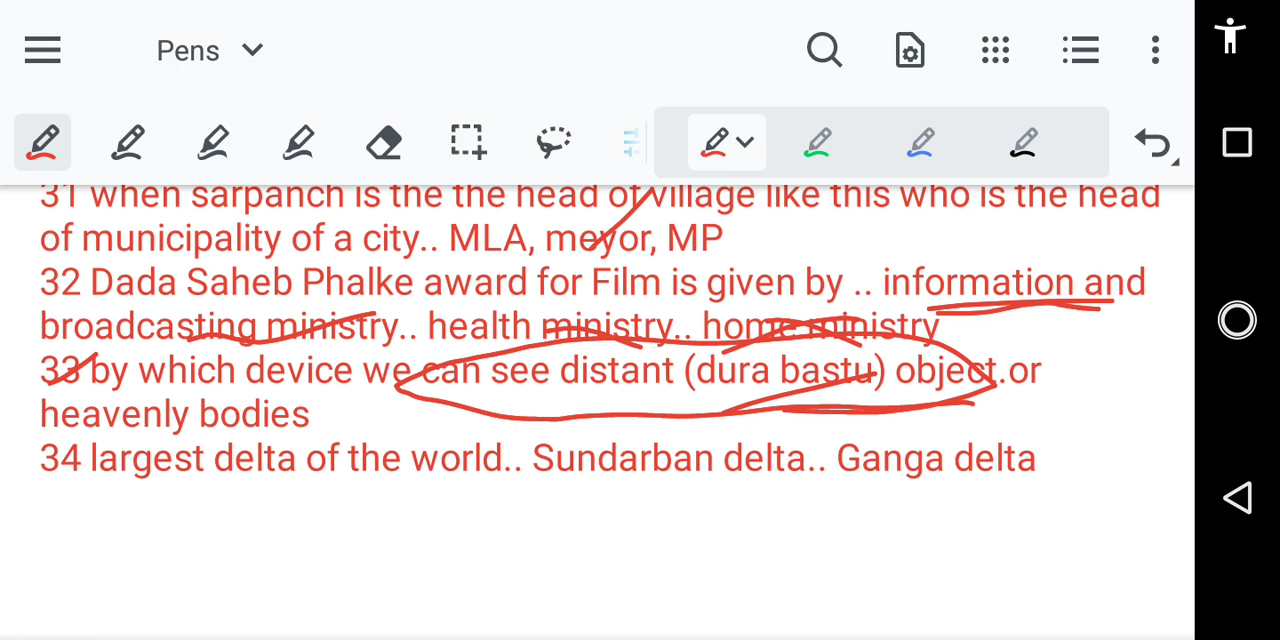 Pens
31 when sarpanch is the the head of village like this who is the head
of municipality of a city.. MLA, meyor, MP
32 Dada Saheb Phalke award for Film is given by .. information and
broadcasting ministry.. health ministry.. home ministry
33 by which device we can see distant (dura bastu) object.or
heavenly bodies
34 largest delta of the world.. Sundarban delta.. Ganga delta